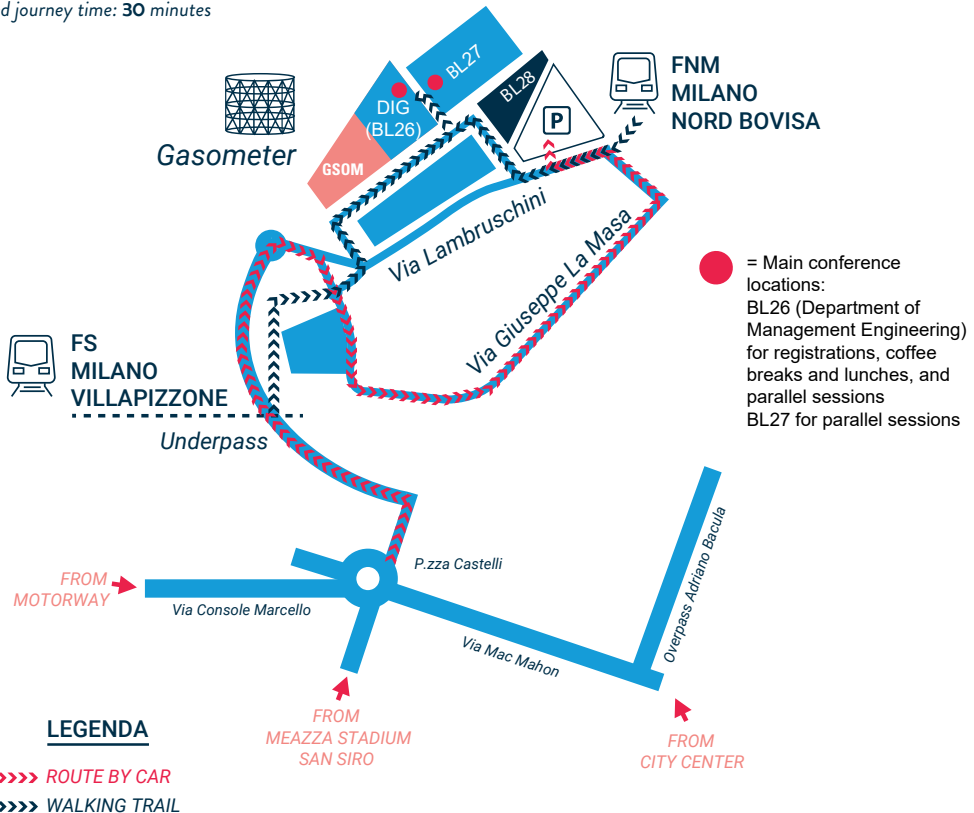 d journey time: 30 minutes
BL27
BL28
DIG
(BL26)
GSOM
P
FNM
MILANO
NORD BOVISA
Gasometer
Via Lambruschini
Via Giuseppe La Masa
= Main conference
locations:
BL26 (Department of
Management Engineering)
for registrations, coffee
breaks and lunches, and
parallel sessions
BL27 for parallel sessions
FS
MILANO
VILLAPIZZONE
Underpass
P.zza Castelli
FROM
MOTORWAY
Via Console Marcello
Via Mac Mahon
Overpass Adriano Bacula
FROM
MEAZZA STADIUM
SAN SIRO
FROM
CITY CENTER
LEGENDA
ROUTE BY CAR
WALKING TRAIL